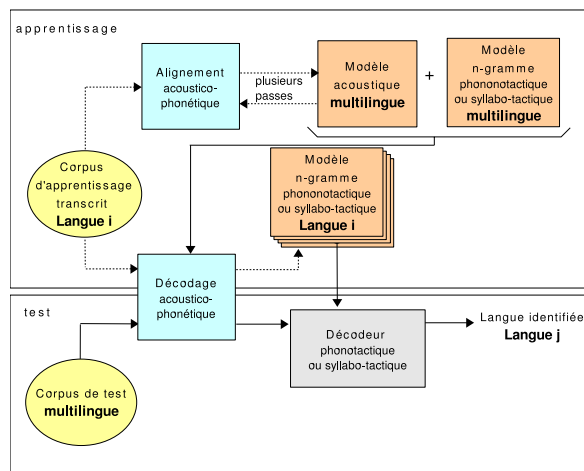 apprentissage
Alignement
acoustico-
phonétique
plusieurs
passes
Modèle
acoustique
multilingue
+
Modèle
n-gramme
phononotactique
ou syllabo-tactique
multilingue
Corpus
d'apprentissage
transcrit
Langue i
Modèle
n-gramme
phononotactique
ou syllabo-tactique
Langue i
Décodage
acoustico-
phonétique
test
Décodeur
phonotactique
ou syllabo-tactique
Langue identifiée
Langue j
Corpus de test
multilingue